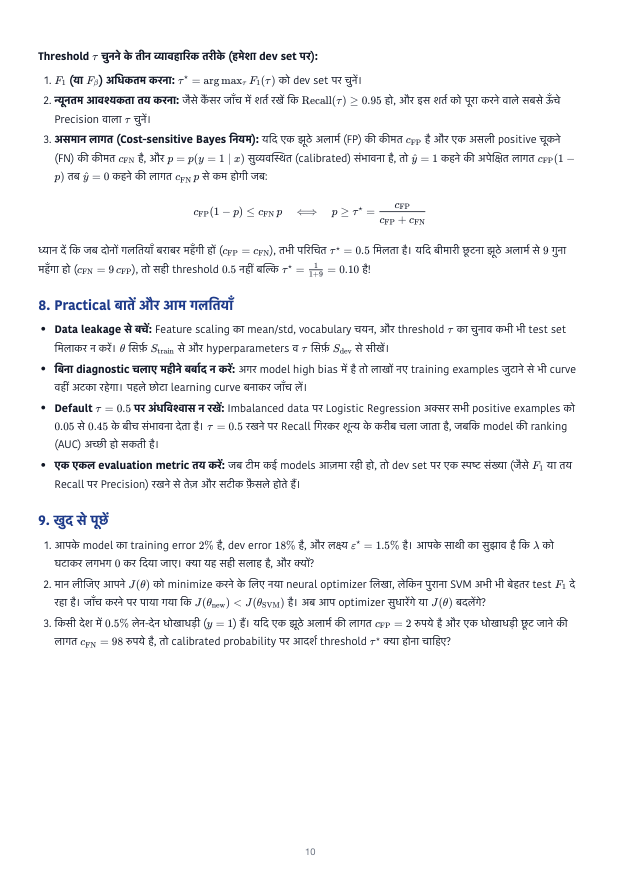 Threshold τ चुनने के तीन व्यावहारिक तरीके (हमेशा dev set पर):
1. F₁ (या F_β) अधिकतम करना: τ* = arg max_τ F₁(τ) को dev set पर चुनें।
2. न्यूनतम आवश्यकता तय करना: जैसे कैंसर जाँच में शर्त रखें कि Recall(τ) ≥ 0.95 हो, और इस शर्त को पूरा करने वाले सबसे ऊँचे
Precision वाला τ चुनें।
3. असमान लागत (Cost-sensitive Bayes नियम): यदि एक झूठे अलार्म (FP) की कीमत c_FP है और एक असली positive चूकने
(FN) की कीमत c_FN है, और p = p(y = 1 | x) सुव्यवस्थित (calibrated) संभावना है, तो ŷ = 1 कहने की अपेक्षित लागत c_FP(1 −
p) तब ŷ = 0 कहने की लागत c_FN p से कम होगी जब:
c_FP(1 − p) ≤ c_FN p ⟺ p ≥ τ* = c_FP / (c_FP + c_FN)
ध्यान दें कि जब दोनों गलतियाँ बराबर महँगी हों (c_FP = c_FN), तभी परिचित τ* = 0.5 मिलता है। यदि बीमारी छूटना झूठे अलार्म से 9 गुना
महँगा हो (c_FN = 9 c_FP), तो सही threshold 0.5 नहीं बल्कि τ* = 1/(1+9) = 0.10 है!
8. Practical बातें और आम गलतियाँ
• Data leakage से बचें: Feature scaling का mean/std, vocabulary चयन, और threshold τ का चुनाव कभी भी test set
मिलाकर न करें। θ सिर्फ़ S_train से और hyperparameters व τ सिर्फ़ S_dev से सीखें।
• बिना diagnostic चलाए महीने बर्बाद न करें: अगर model high bias में है तो लाखों नए training examples जुटाने से भी curve
वहीं अटका रहेगा। पहले छोटा learning curve बनाकर जाँच लें।
• Default τ = 0.5 पर अंधविश्वास न रखें: Imbalanced data पर Logistic Regression अक्सर सभी positive examples को
0.05 से 0.45 के बीच संभावना देता है। τ = 0.5 रखने पर Recall गिरकर शून्य के करीब चला जाता है, जबकि model की ranking
(AUC) अच्छी हो सकती है।
• एक एकल evaluation metric तय करें: जब टीम कई models आज़मा रही हो, तो dev set पर एक स्पष्ट संख्या (जैसे F₁ या तय
Recall पर Precision) रखने से तेज़ और सटीक फ़ैसले होते हैं।
9. खुद से पूछें
1. आपके model का training error 2% है, dev error 18% है, और लक्ष्य ε* = 1.5% है। आपके साथी का सुझाव है कि λ को
घटाकर लगभग 0 कर दिया जाए। क्या यह सही सलाह है, और क्यों?
2. मान लीजिए आपने J(θ) को minimize करने के लिए नया neural optimizer लिखा, लेकिन पुराना SVM अभी भी बेहतर test F₁ दे
रहा है। जाँच करने पर पाया गया कि J(θ_new) < J(θ_SVM) है। अब आप optimizer सुधारेंगे या J(θ) बदलेंगे?
3. किसी देश में 0.5% लेन-देन धोखाधड़ी (y = 1) हैं। यदि एक झूठे अलार्म की लागत c_FP = 2 रुपये है और एक धोखाधड़ी छूट जाने की
लागत c_FN = 98 रुपये है, तो calibrated probability पर आदर्श threshold τ* क्या होना चाहिए?
10